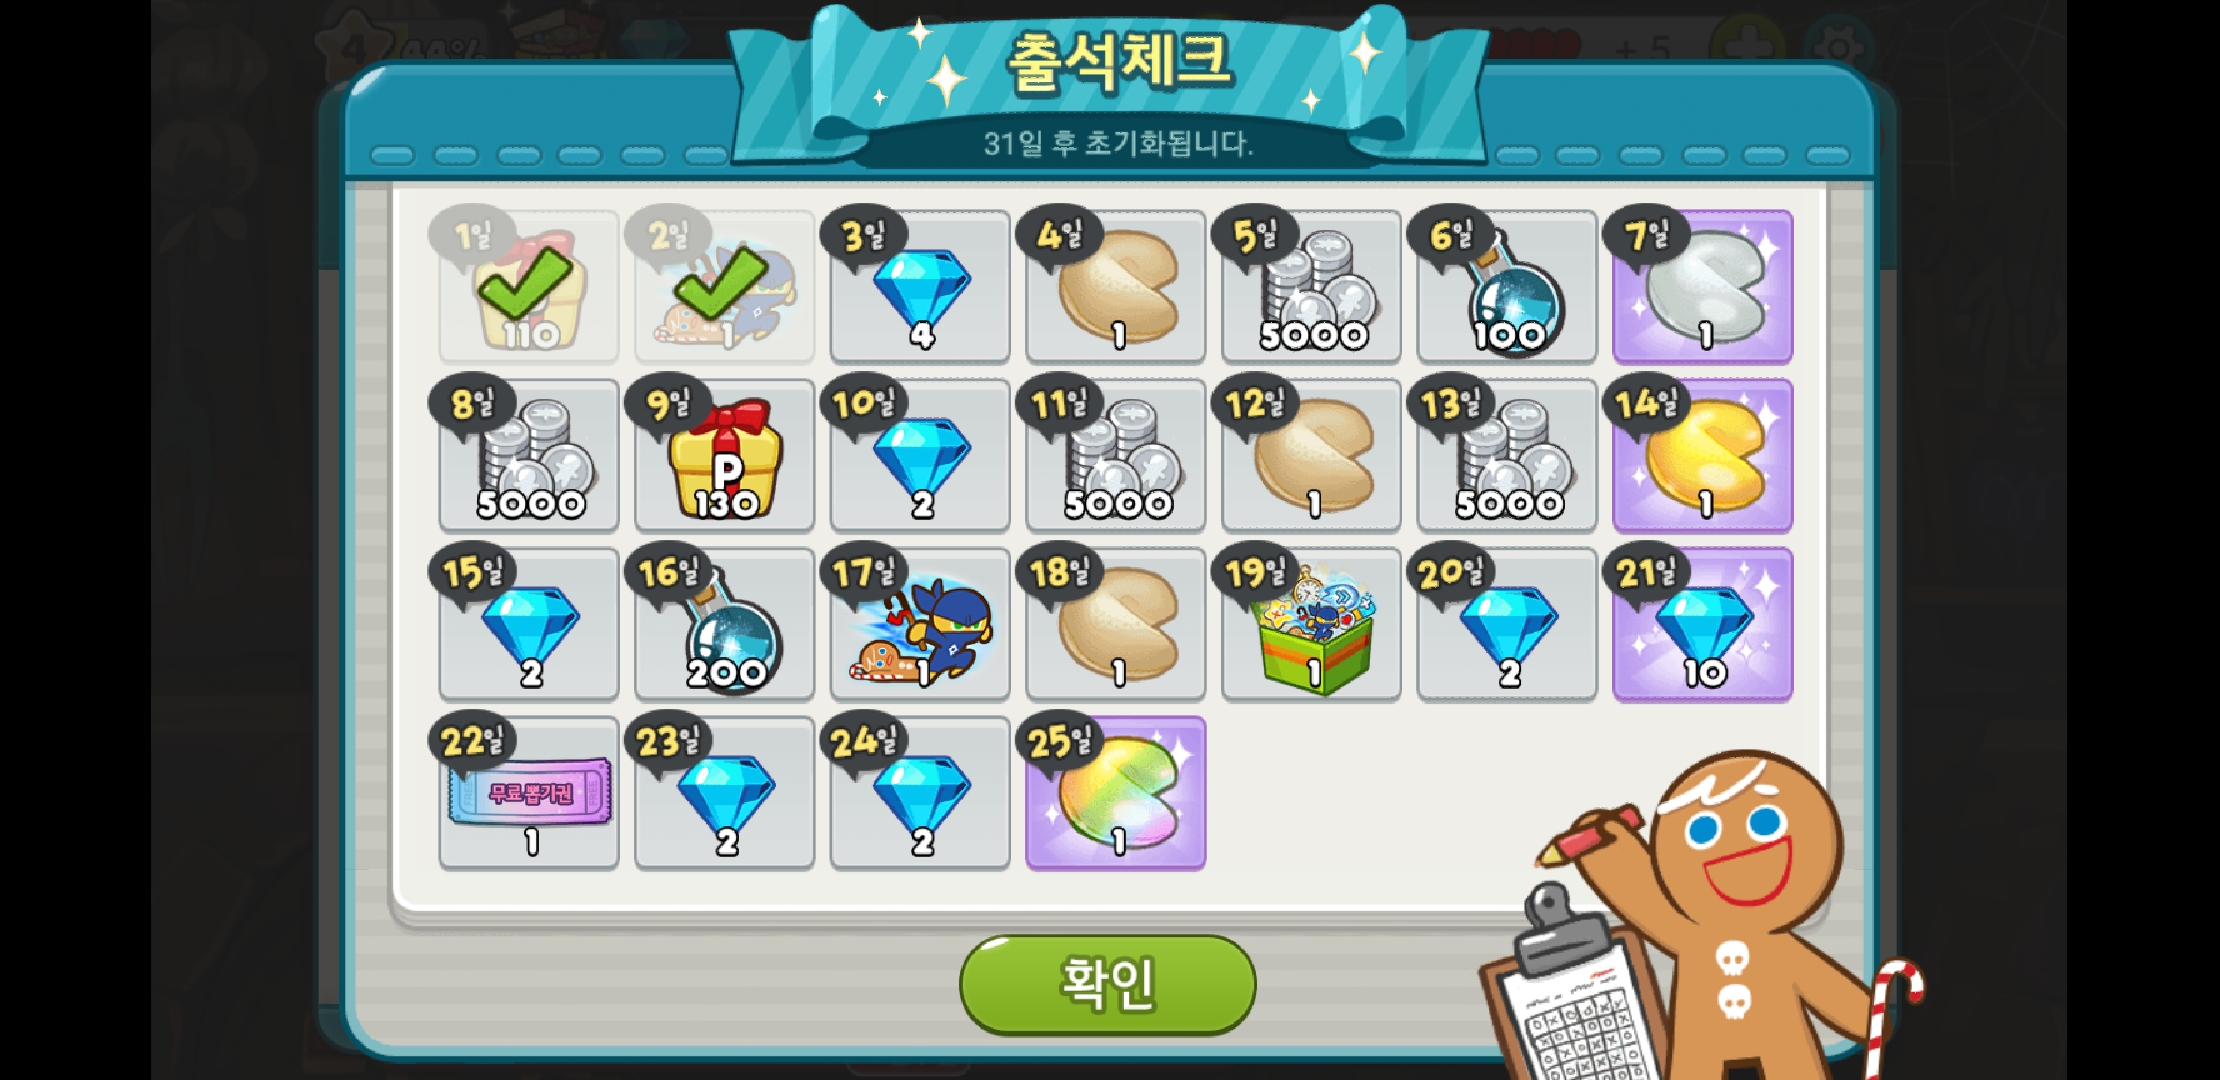 4 44% +5
출석체크
31일 후 초기화됩니다.
1일 2일 3일 4일 5일 6일 7일
110 1 4 1 5000 100 1
8일 9일 10일 11일 12일 13일 14일
P
5000 130 2 5000 1 5000 1
15일 16일 17일 18일 19일 20일 21일
2 200 1 1 1 2 10
22일 23일 24일 25일
FREE 무료 뽑기권 FREE
1 2 2 1
확인